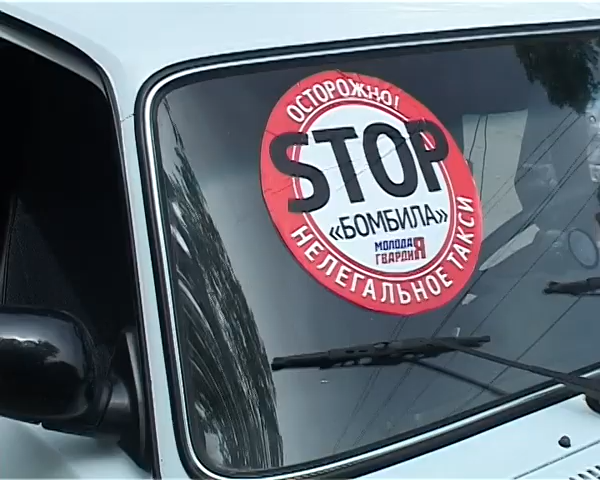 ОСТОРОЖНО!
STOP
«БОМБИЛА»
МОЛОДАЯ
ГВАРДИЯ
НЕЛЕГАЛЬНОЕ ТАКСИ